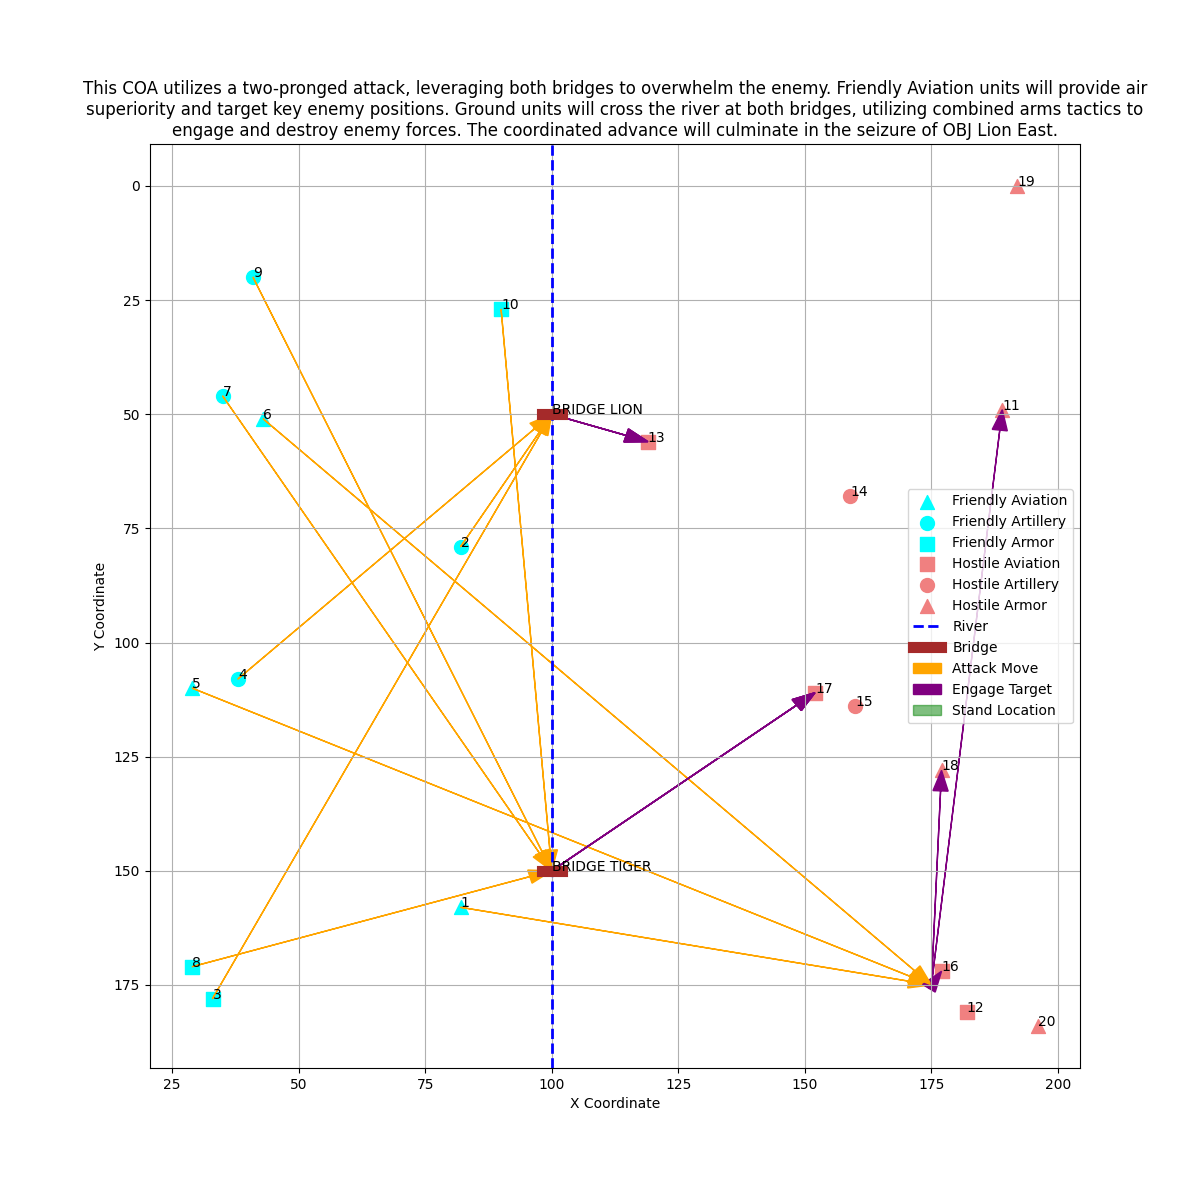 This COA utilizes a two-pronged attack, leveraging both bridges to overwhelm the enemy. Friendly Aviation units will provide air
superiority and target key enemy positions. Ground units will cross the river at both bridges, utilizing combined arms tactics to
engage and destroy enemy forces. The coordinated advance will culminate in the seizure of OBJ Lion East.
0
25
50
75
100
125
150
175
Y Coordinate
19
9
10
7
6
BRIDGE LION
11
13
14
2
4
5
17
15
18
BRIDGE TIGER
1
8
16
3
12
20
Friendly Aviation
Friendly Artillery
Friendly Armor
Hostile Aviation
Hostile Artillery
Hostile Armor
River
Bridge
Attack Move
Engage Target
Stand Location
25
50
75
100
125
150
175
200
X Coordinate